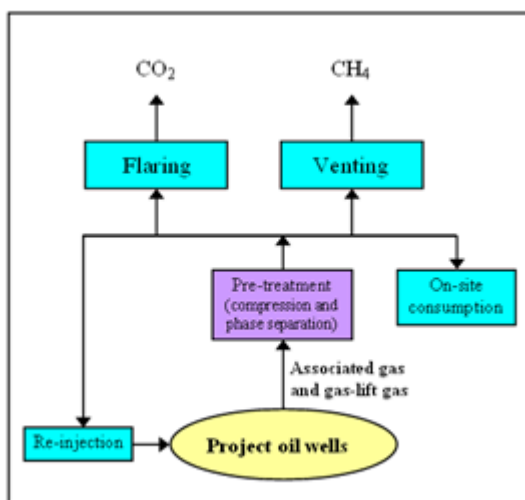 CO₂
CH₄
Flaring
Venting
Pre-treatment
(compression and
phase separation)
On-site
consumption
Associated gas
and gas-lift gas
Re-injection
Project oil wells